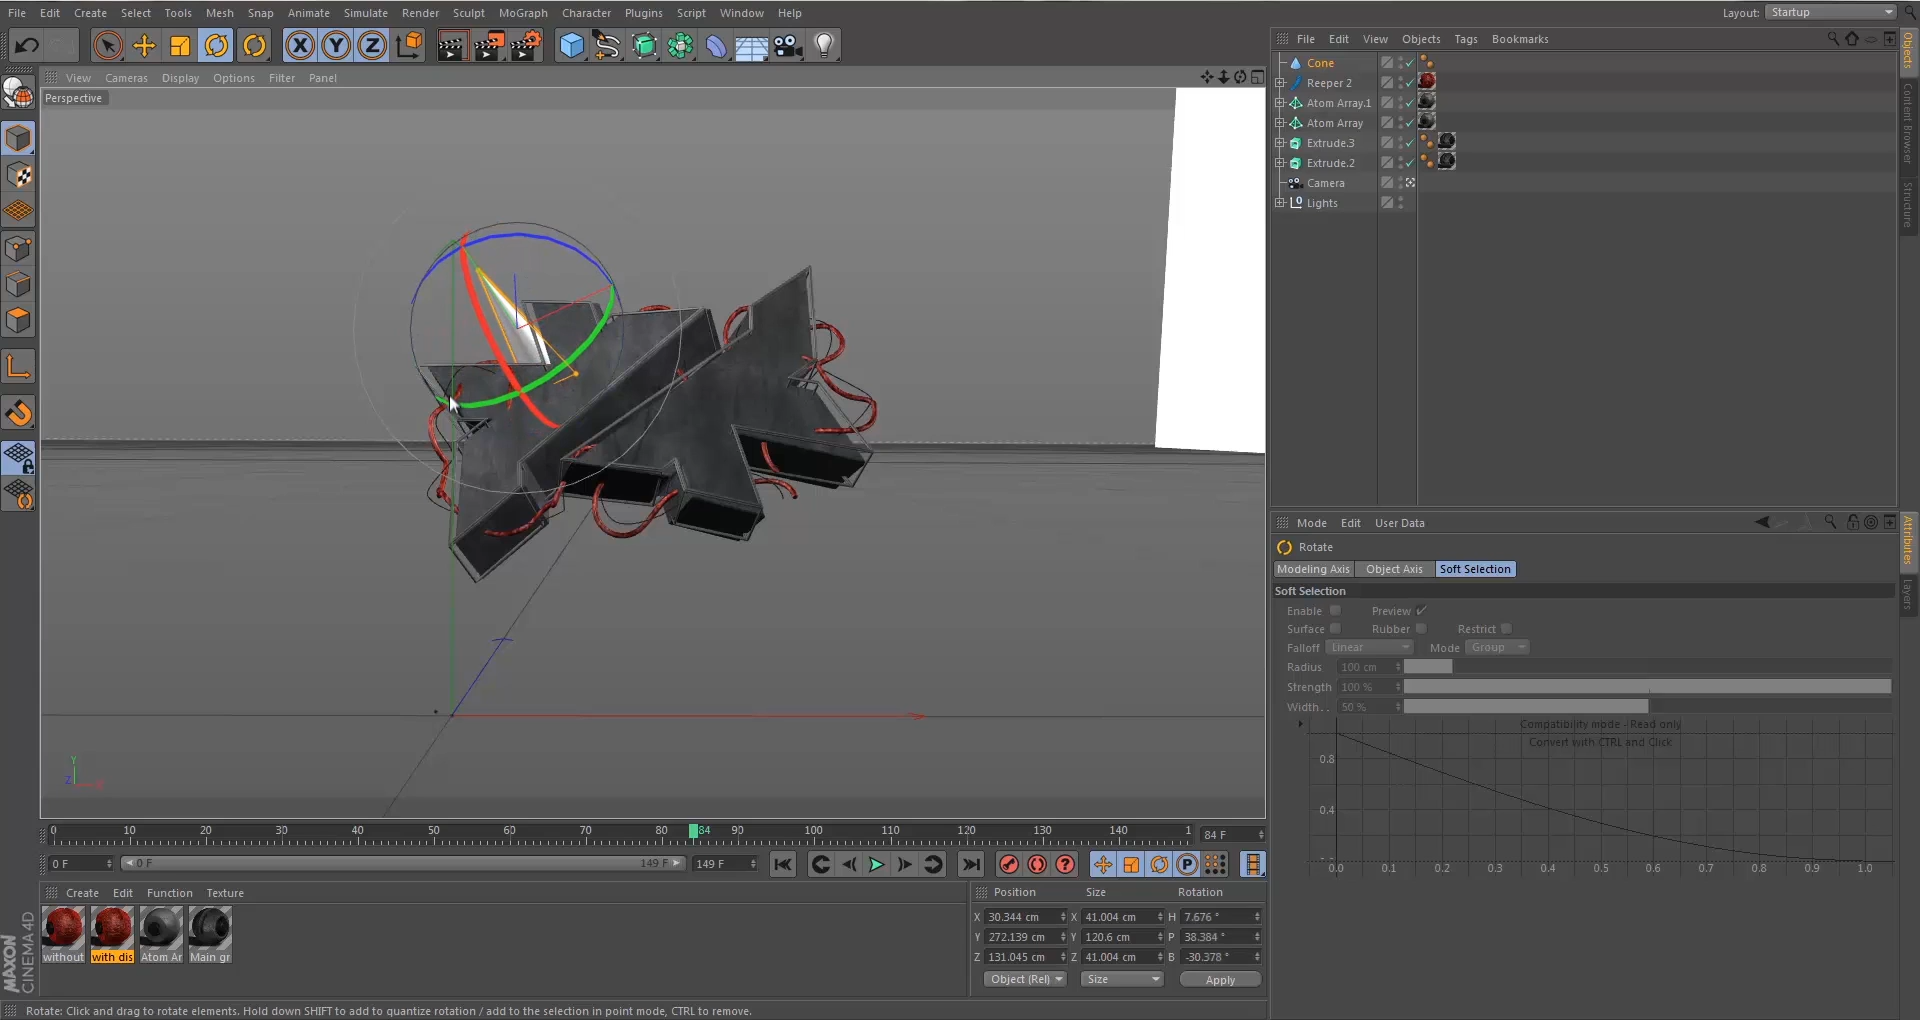 File Edit Create Select Tools Mesh Snap Animate Simulate Render Sculpt MoGraph Character Plugins Script Window Help
Layout: Startup
X Y Z
File Edit View Objects Tags Bookmarks
Objects
Content Browser
Structure
View Cameras Display Options Filter Panel
Perspective
Cone
Reeper 2
Atom Array.1
Atom Array
Extrude.3
Extrude.2
Camera
0 Lights
Y
Z
X
Mode Edit User Data
Attributes
Layers
Rotate
Modeling Axis Object Axis Soft Selection
Soft Selection
Enable Preview
Surface Rubber Restrict
Falloff Linear Mode Group
Radius 100 cm
Strength 100 %
Width.. 50 %
Compatibility mode - Read only
Convert with CTRL and Click
0.8
0.4
0.0 0.1 0.2 0.3 0.4 0.5 0.6 0.7 0.8 0.9 1.0
0 10 20 30 40 50 60 70 80 84 90 100 110 120 130 140 1 84 F
0 F 0 F 149 F 149 F
? P
Create Edit Function Texture
without with dis Atom Ar Main gr
MAXON
CINEMA 4D
Position Size Rotation
X 30.344 cm X 41.004 cm H 7.676 °
Y 272.139 cm Y 120.6 cm P 38.384 °
Z 131.045 cm Z 41.004 cm B -30.378 °
Object (Rel) Size Apply
Rotate: Click and drag to rotate elements. Hold down SHIFT to add to quantize rotation / add to the selection in point mode, CTRL to remove.